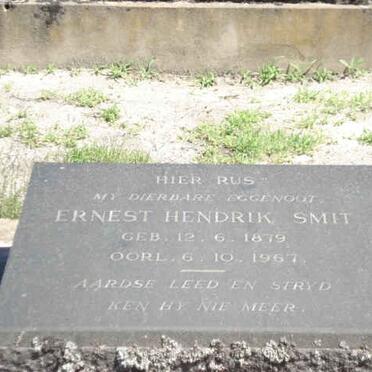 HIER RUS
MY DIERBARE EGGENOOT
ERNEST HENDRIK SMIT
GEB. 12. 6. 1879
OORL. 6. 10. 1967.
AARDSE LEED EN STRYD
KEN HY NIE MEER.